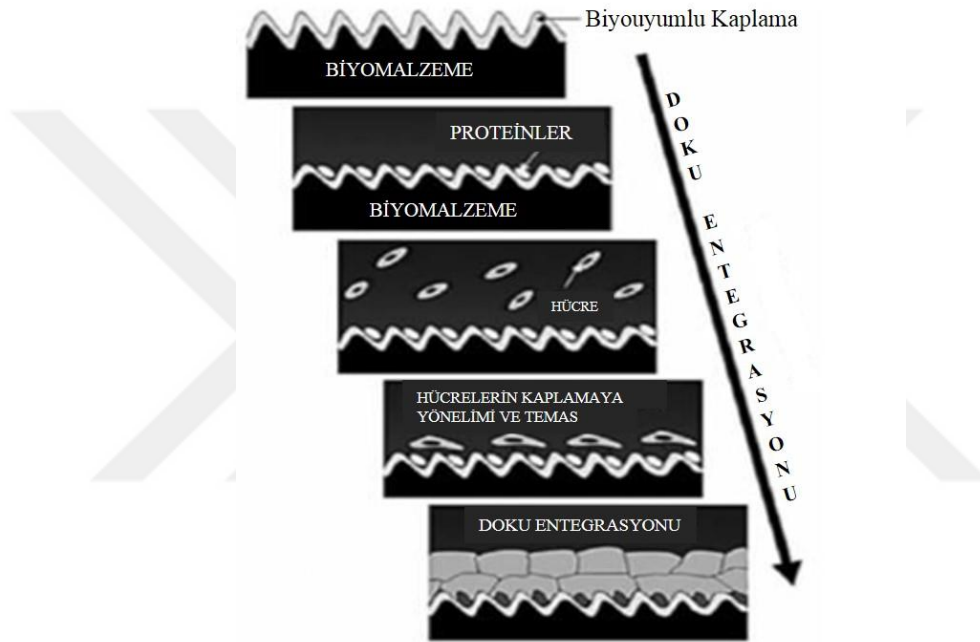 Biyouyumlu Kaplama
BİYOMALZEME
PROTEİNLER
BİYOMALZEME
HÜCRE
HÜCRELERİN KAPLAMAYA
YÖNELİMİ VE TEMAS
DOKU ENTEGRASYONU
DOKU ENTEGRASYONU